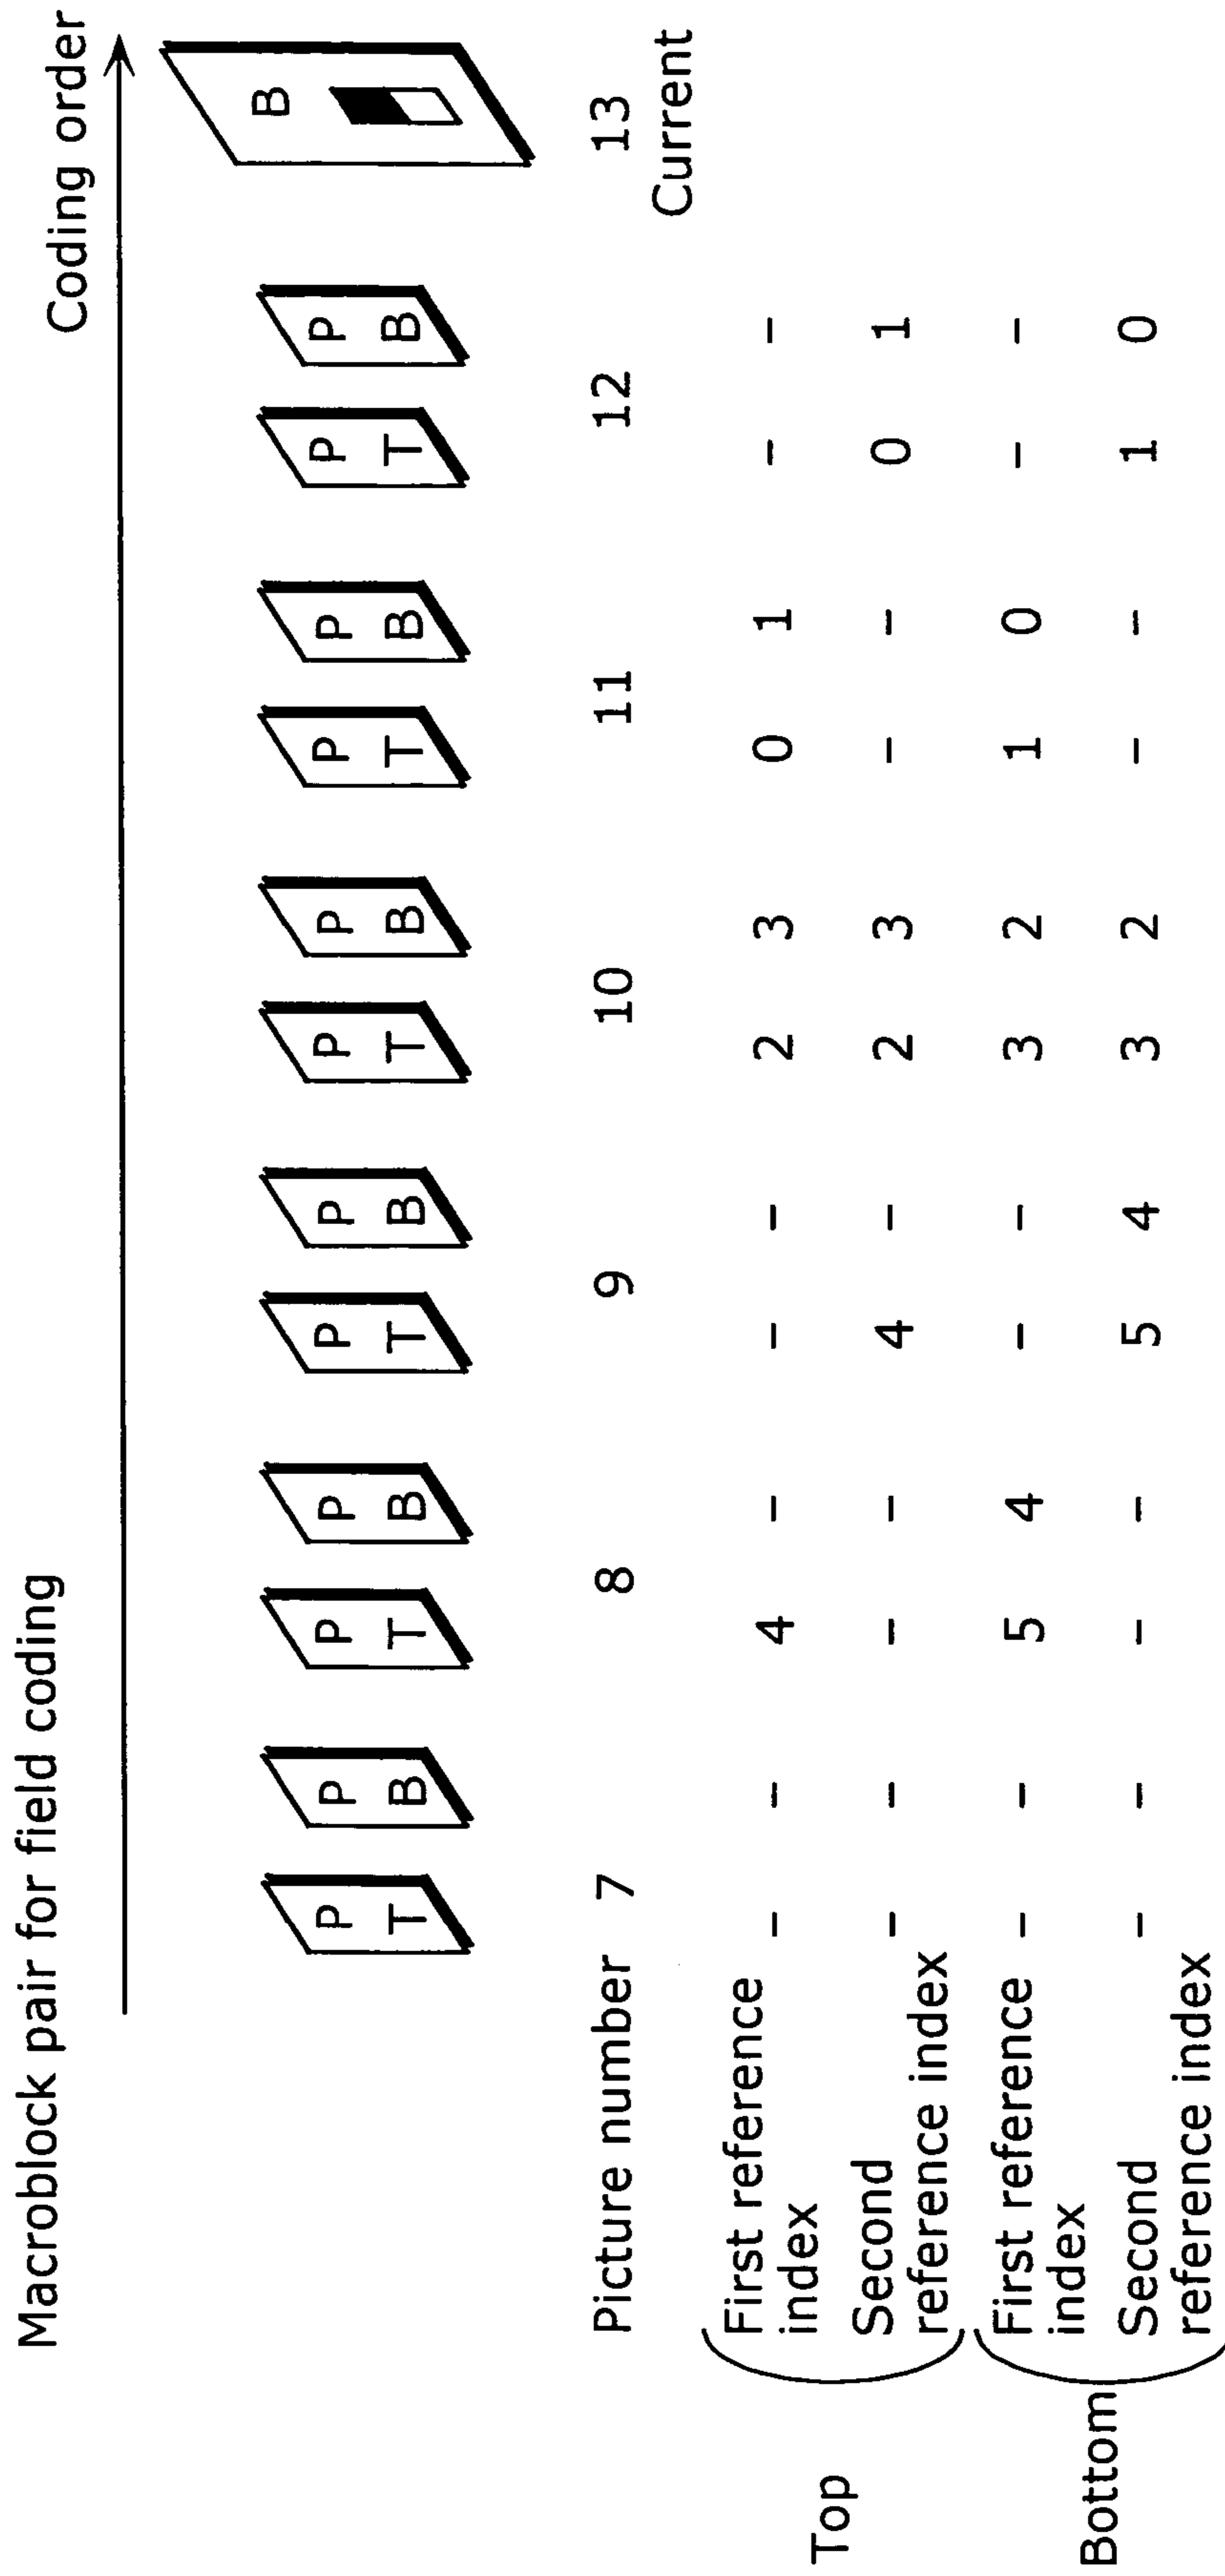 Macroblock pair for field coding
Coding order
P P P P P P P P P P P P B
T B T B T B T B T B T B
Picture number 7 8 9 10 11 12 13
Current
Top
First reference index – – 4 – – – 2 3 0 1 – –
Second reference index – – – – 4 – 2 3 – – 0 1
Bottom
First reference index – – 5 4 – – 3 2 1 0 – –
Second reference index – – – – 5 4 3 2 – – 1 0